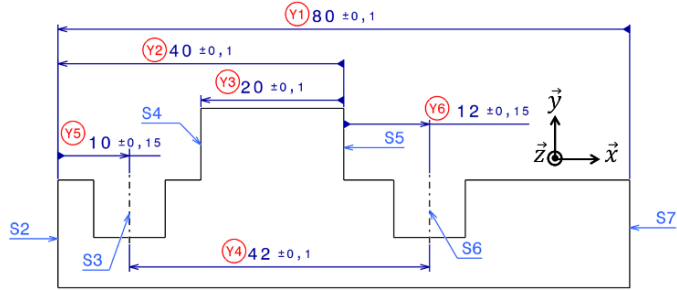 Y1 80 ±0,1
Y2 40 ±0,1
Y3 20 ±0,1
Y6 12 ±0,15
S4
Y5 10 ±0,15
S5
y
z x
S2
S3
Y4 42 ±0,1
S6
S7